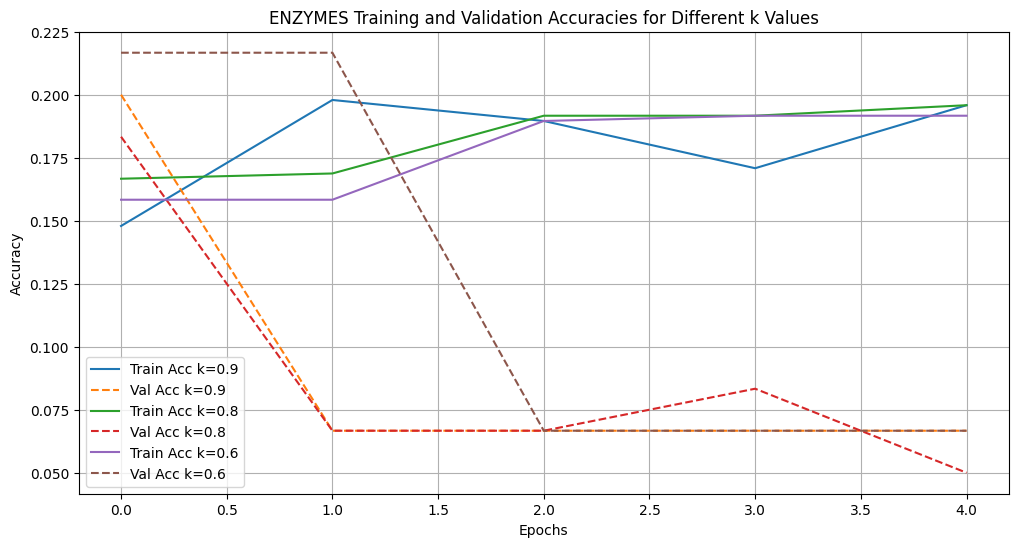 ENZYMES Training and Validation Accuracies for Different k Values
0.225
0.200
0.175
0.150
0.125
0.100
0.075
0.050
Accuracy
Train Acc k=0.9
Val Acc k=0.9
Train Acc k=0.8
Val Acc k=0.8
Train Acc k=0.6
Val Acc k=0.6
0.0 0.5 1.0 1.5 2.0 2.5 3.0 3.5 4.0
Epochs